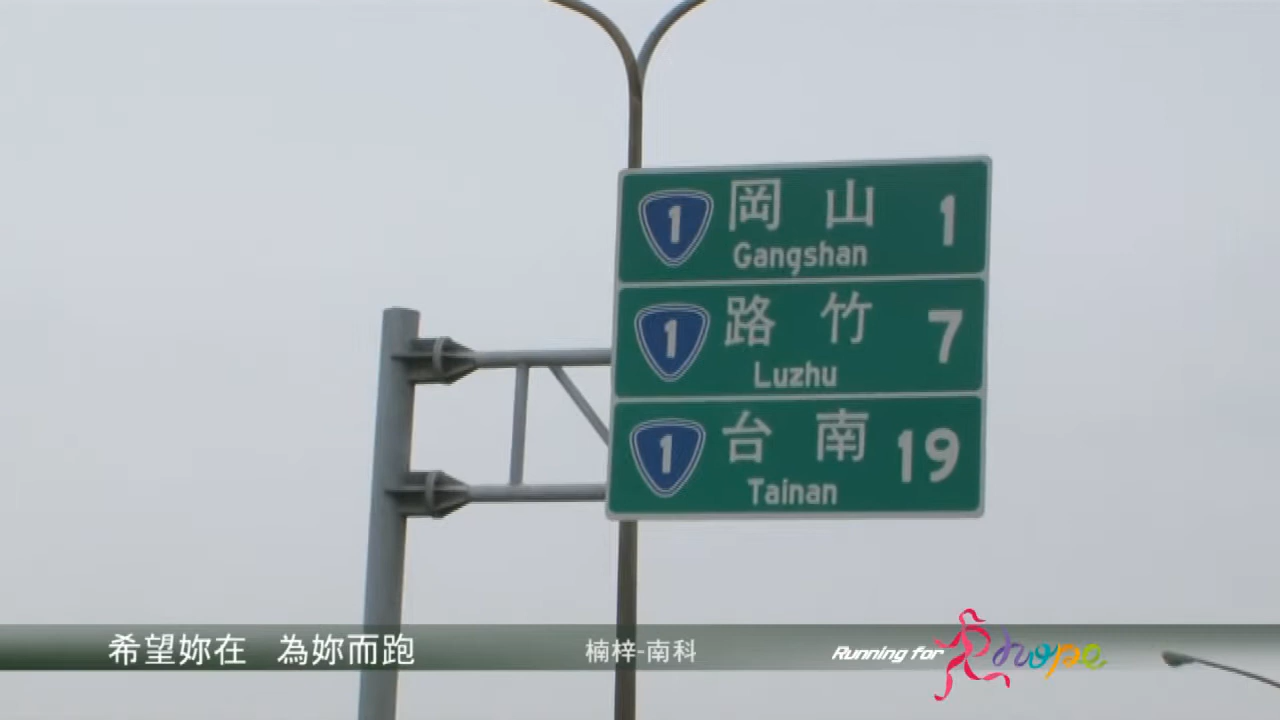 1 岡山 1
Gangshan
1 路竹 7
Luzhu
1 台南 19
Tainan
希望妳在 為妳而跑
楠梓-南科
Running for hope